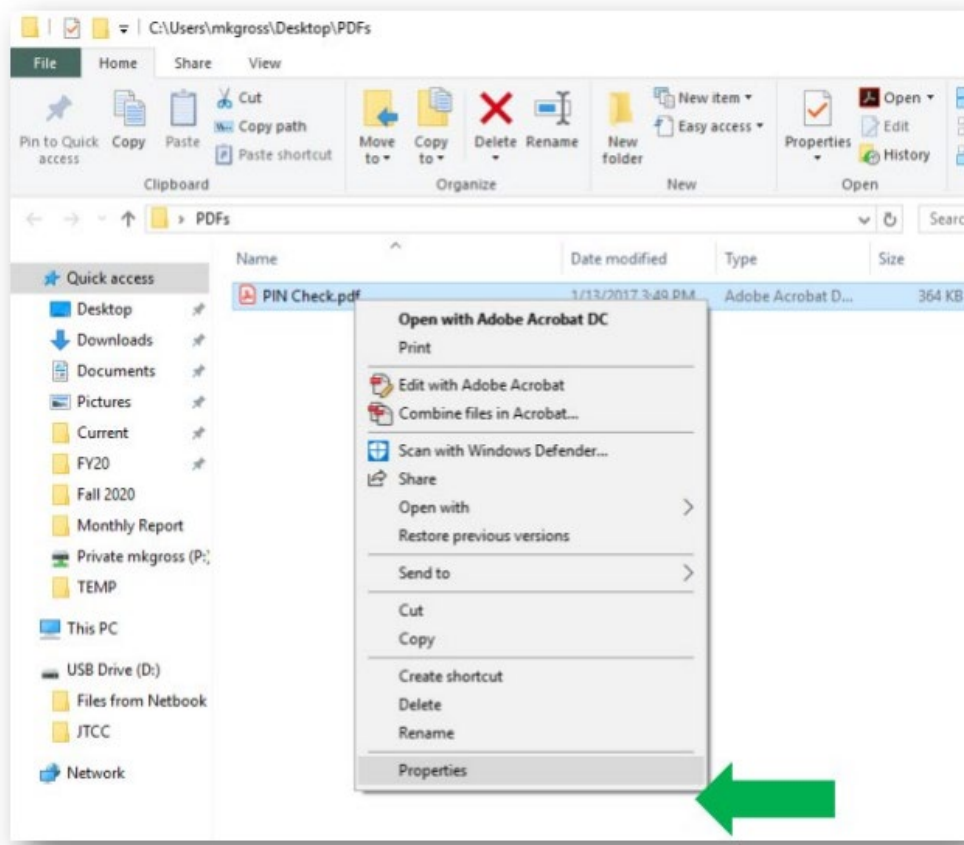 C:\Users\mkgross\Desktop\PDFs
File Home Share View
Pin to Quick access
Copy
Paste
Cut
Copy path
Paste shortcut
Move to
Copy to
Delete
Rename
New folder
New item
Easy access
Properties
Open
Edit
History
Clipboard Organize New Open
PDFs
Name Date modified Type Size
PIN Check.pdf 1/13/2017 3:49 PM Adobe Acrobat D... 364 KB
Quick access
Desktop
Downloads
Documents
Pictures
Current
FY20
Fall 2020
Monthly Report
Private mkgross (P:)
TEMP
This PC
USB Drive (D:)
Files from Netbook
JTCC
Network
Open with Adobe Acrobat DC
Print
Edit with Adobe Acrobat
Combine files in Acrobat...
Scan with Windows Defender...
Share
Open with
Restore previous versions
Send to
Cut
Copy
Create shortcut
Delete
Rename
Properties